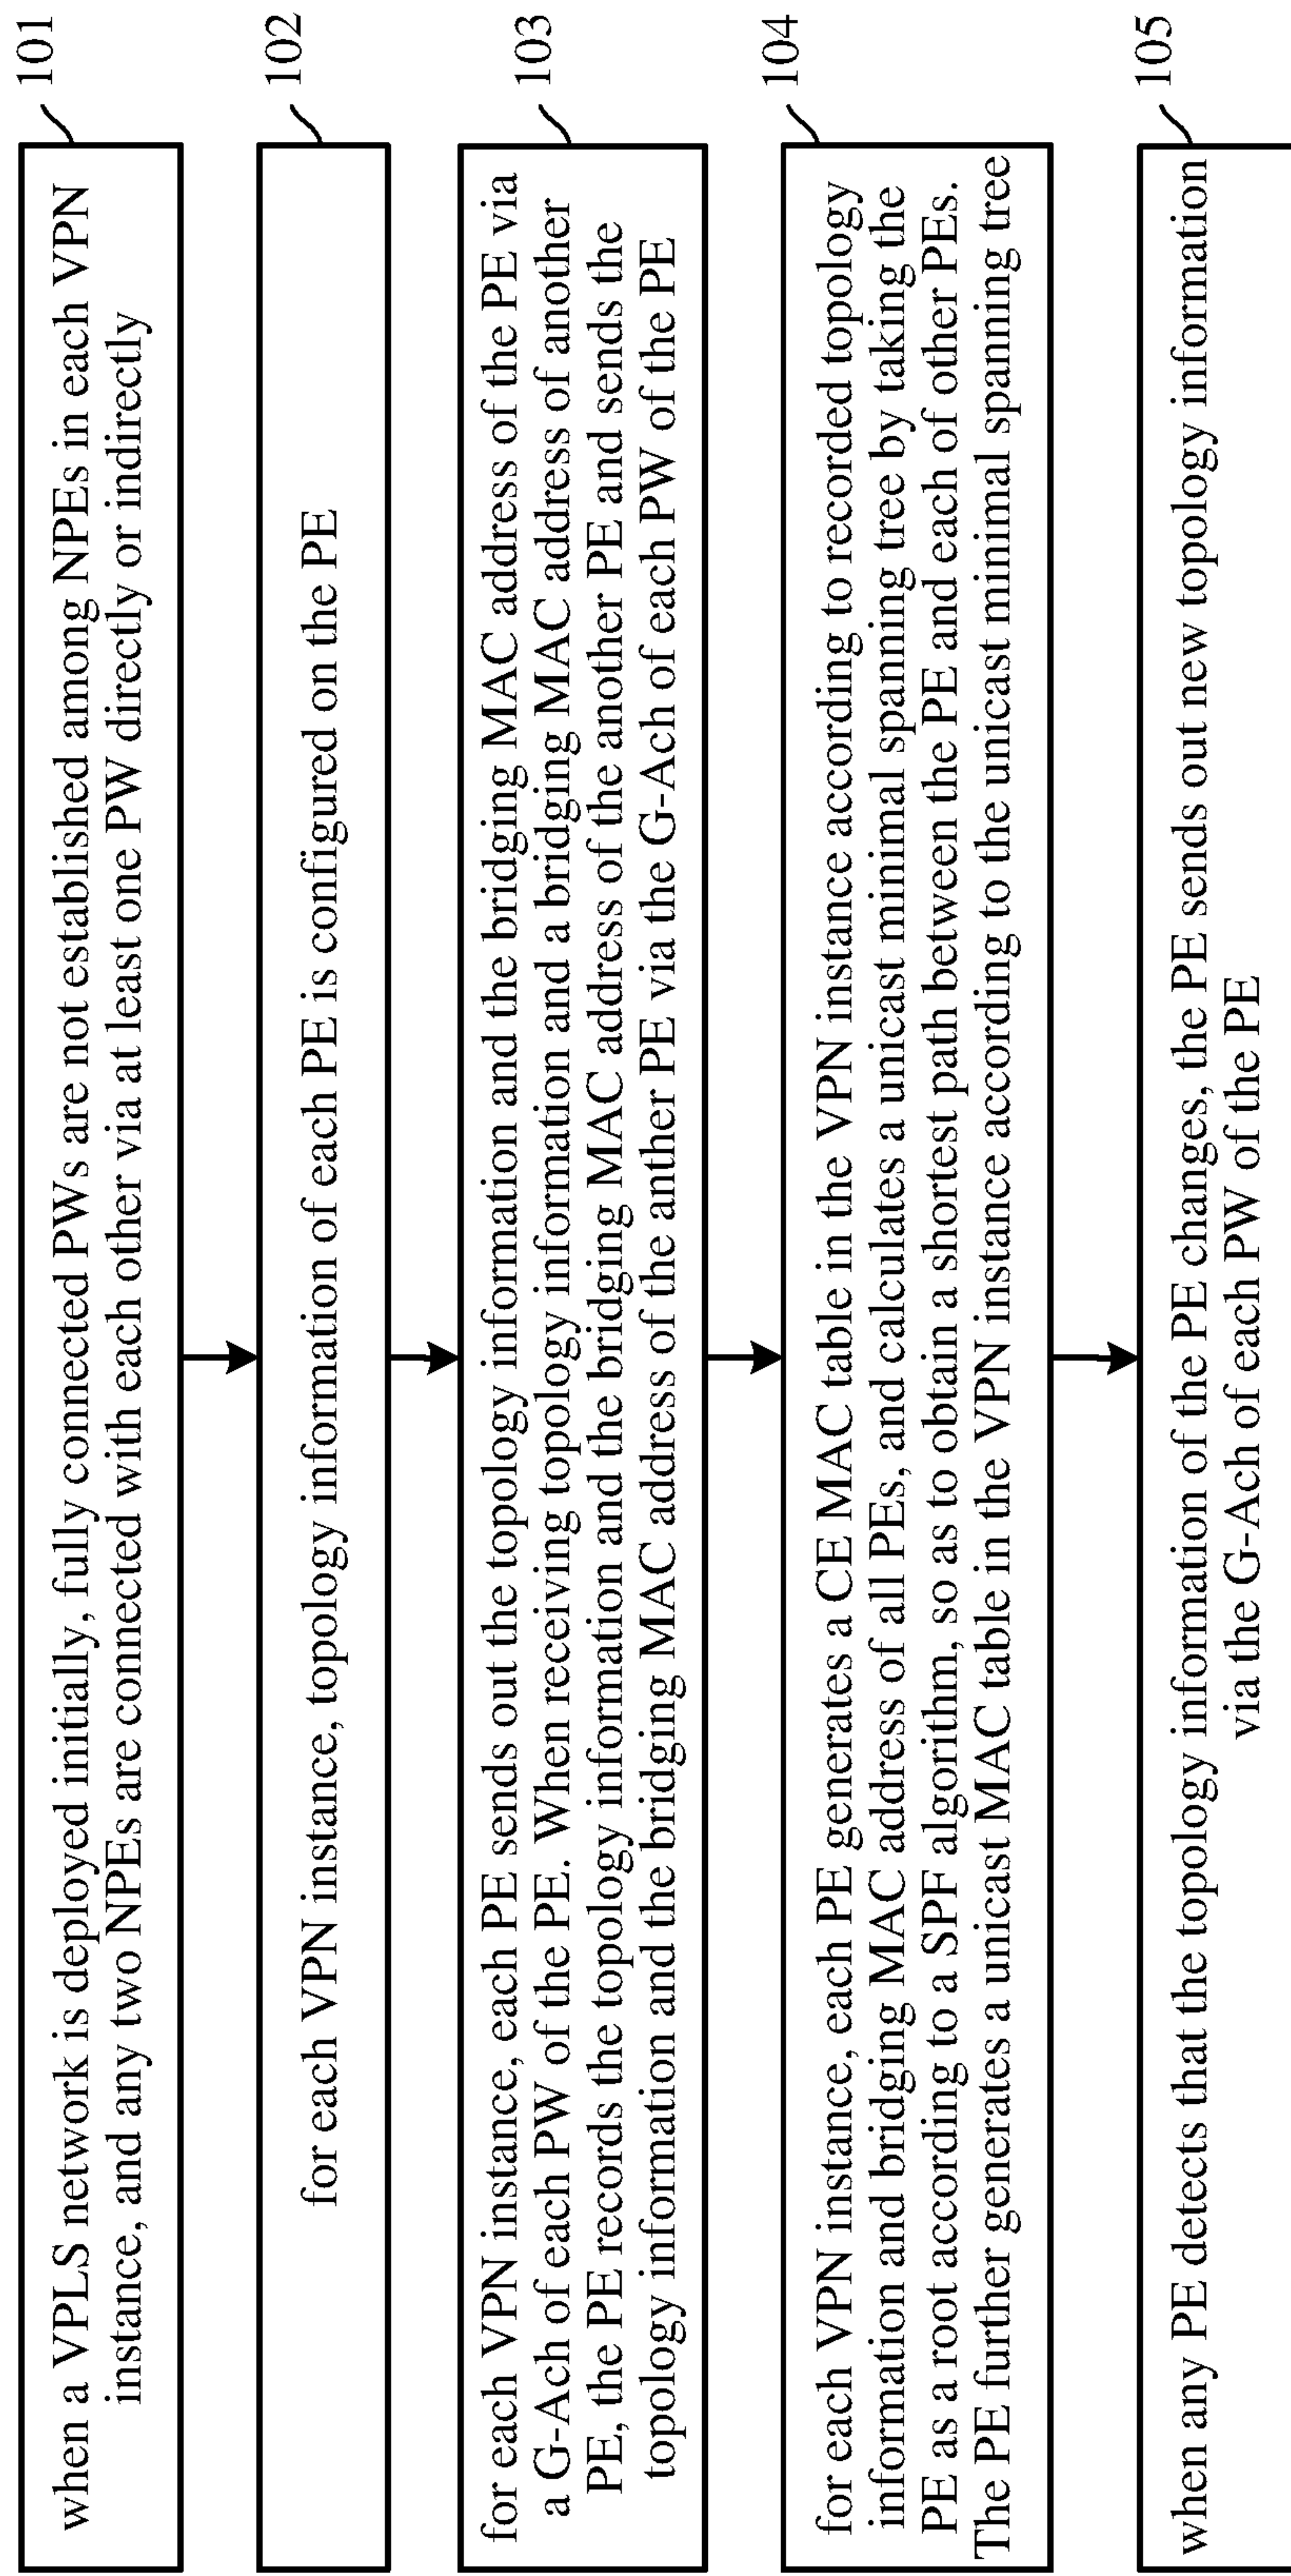 101
when a VPLS network is deployed initially, fully connected PWs are not established among NPEs in each VPN
instance, and any two NPEs are connected with each other via at least one PW directly or indirectly
102
for each VPN instance, topology information of each PE is configured on the PE
103
for each VPN instance, each PE sends out the topology information and the bridging MAC address of the PE via
a G-Ach of each PW of the PE. When receiving topology information and a bridging MAC address of another
PE, the PE records the topology information and the bridging MAC address of the another PE and sends the
topology information and the bridging MAC address of the anther PE via the G-Ach of each PW of the PE
104
for each VPN instance, each PE generates a CE MAC table in the VPN instance according to recorded topology
information and bridging MAC address of all PEs, and calculates a unicast minimal spanning tree by taking the
PE as a root according to a SPF algorithm, so as to obtain a shortest path between the PE and each of other PEs.
The PE further generates a unicast MAC table in the VPN instance according to the unicast minimal spanning tree
105
when any PE detects that the topology information of the PE changes, the PE sends out new topology information
via the G-Ach of each PW of the PE